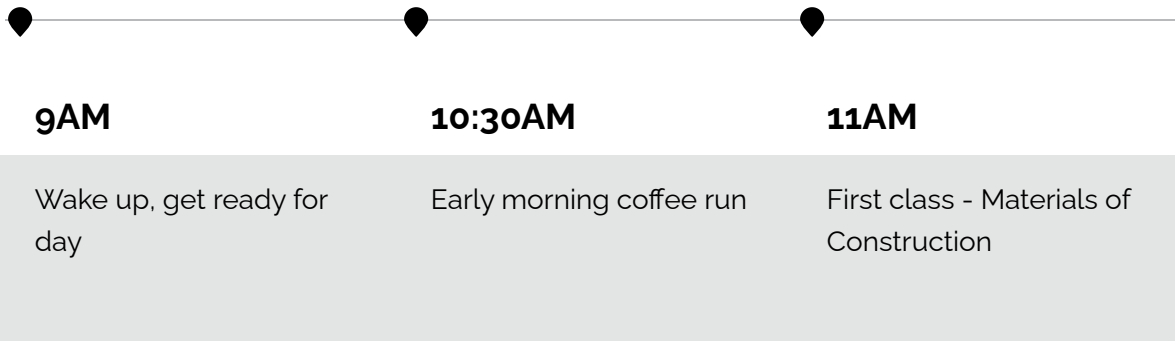 9AM
Wake up, get ready for
day
10:30AM
Early morning coffee run
11AM
First class - Materials of
Construction